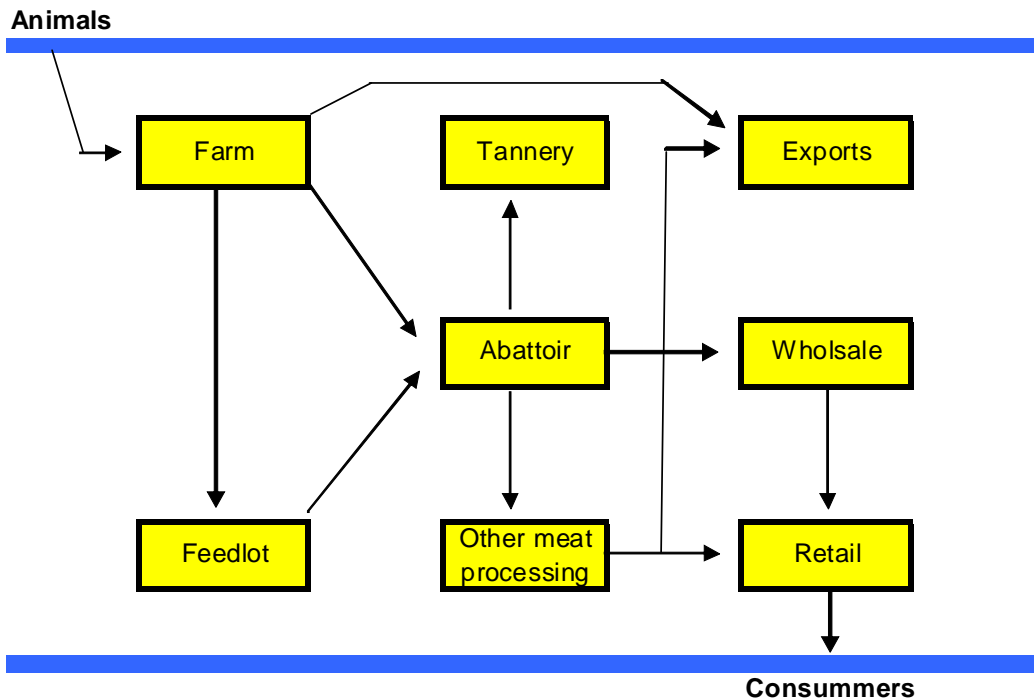 Animals
Farm
Tannery
Exports
Abattoir
Wholsale
Feedlot
Other meat
processing
Retail
Consummers